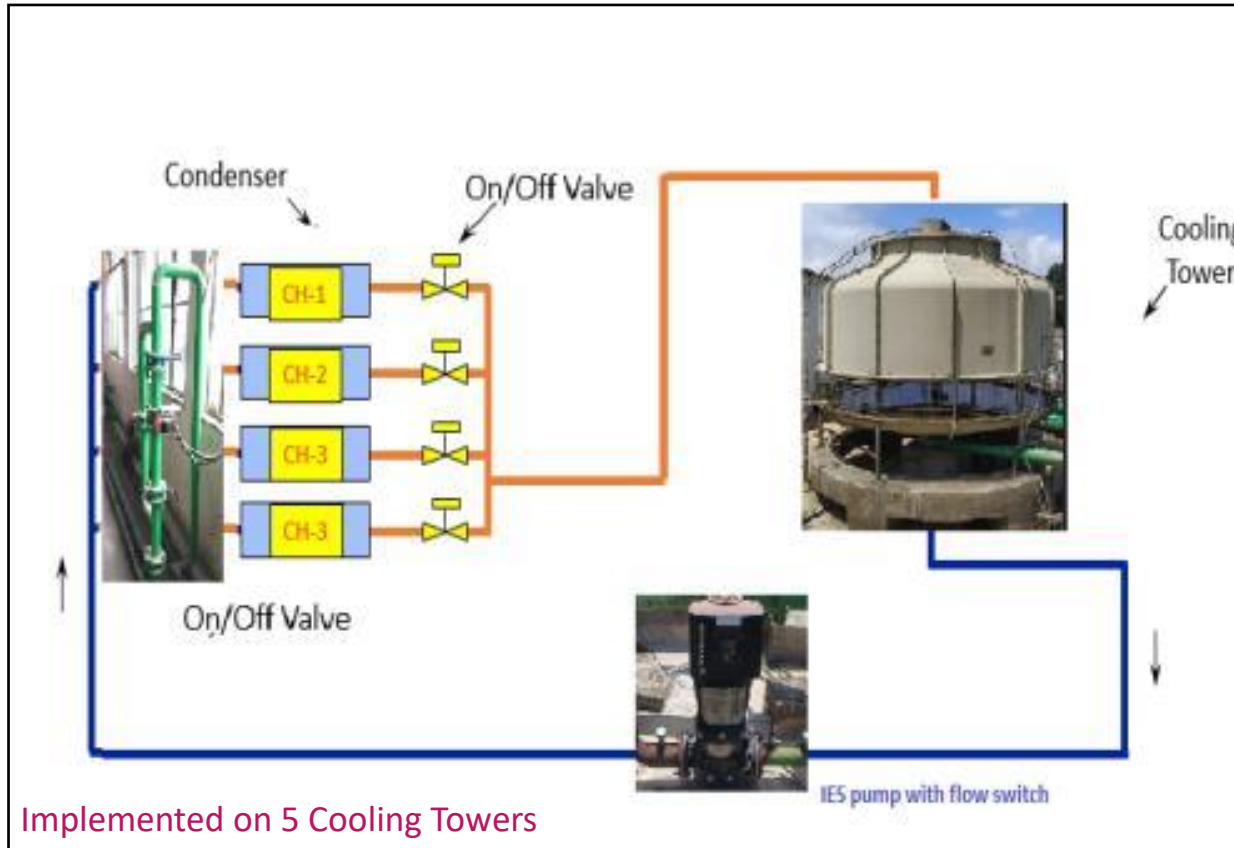 Condenser
On/Off Valve
Cooling
Tower
CH-1
CH-2
CH-3
CH-3
On/Off Valve
IE5 pump with flow switch
Implemented on 5 Cooling Towers